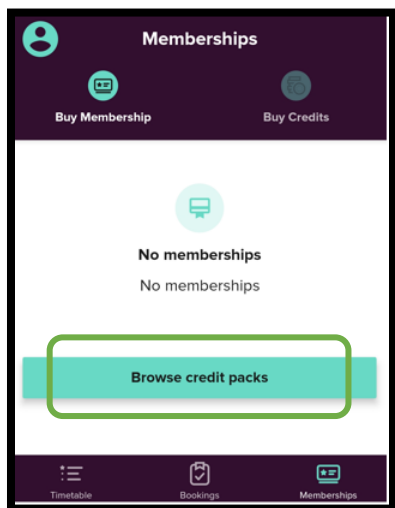 Memberships
Buy Membership Buy Credits
No memberships
No memberships
Browse credit packs
Timetable Bookings Memberships